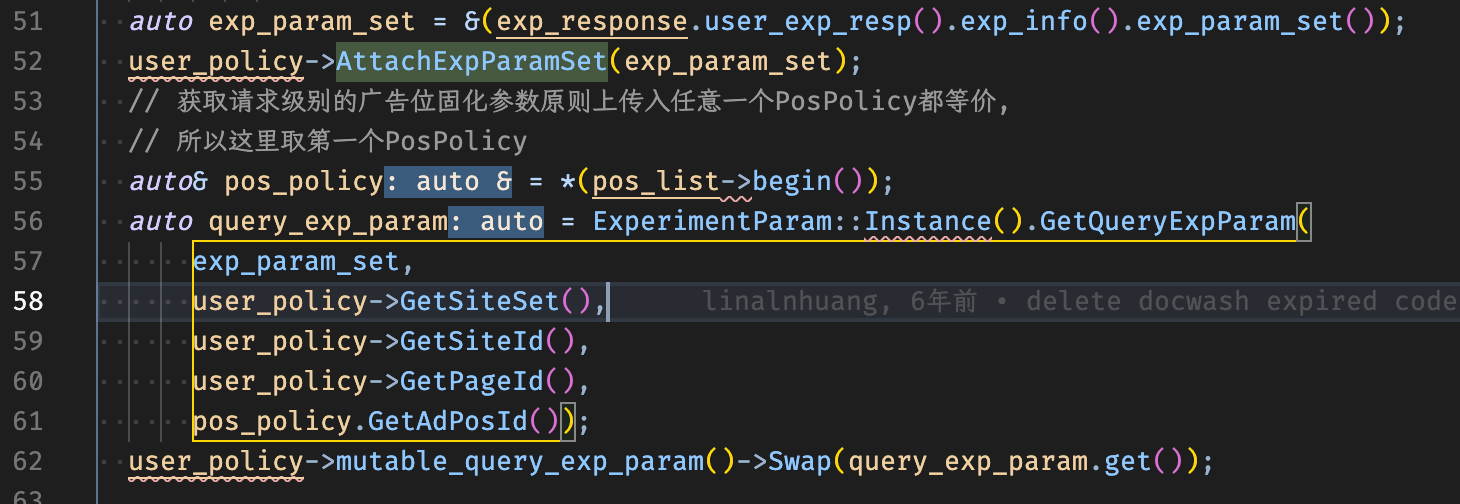 51 auto exp_param_set = &(exp_response.user_exp_resp().exp_info().exp_param_set());
52 user_policy->AttachExpParamSet(exp_param_set);
53 // 获取请求级别的广告位固化参数原则上传入任意一个PosPolicy都等价,
54 // 所以这里取第一个PosPolicy
55 auto& pos_policy: auto & = *(pos_list->begin());
56 auto query_exp_param: auto = ExperimentParam::Instance().GetQueryExpParam(
57 exp_param_set,
58 user_policy->GetSiteSet(), linalnhuang, 6年前 • delete docwash expired code
59 user_policy->GetSiteId(),
60 user_policy->GetPageId(),
61 pos_policy.GetAdPosId());
62 user_policy->mutable_query_exp_param()->Swap(query_exp_param.get());
63